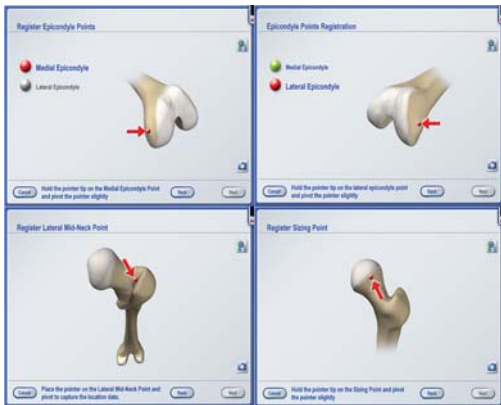 Register Epicondyle Points
Medial Epicondyle
Lateral Epicondyle
Cancel
Hold the pointer tip on the Medial Epicondyle Point
and pivot the pointer slightly
Back
Next
Epicondyle Points Registration
Medial Epicondyle
Lateral Epicondyle
Cancel
Hold the pointer tip on the lateral epicondyle point
and pivot the pointer slightly
Back
Next
Register Lateral Mid-Neck Point
Cancel
Place the pointer on the Lateral Mid-Neck Point and
pivot to capture the location data.
Back
Next
Register Sizing Point
Cancel
Hold the pointer tip on the Sizing Point and pivot
the pointer slightly
Back
Next